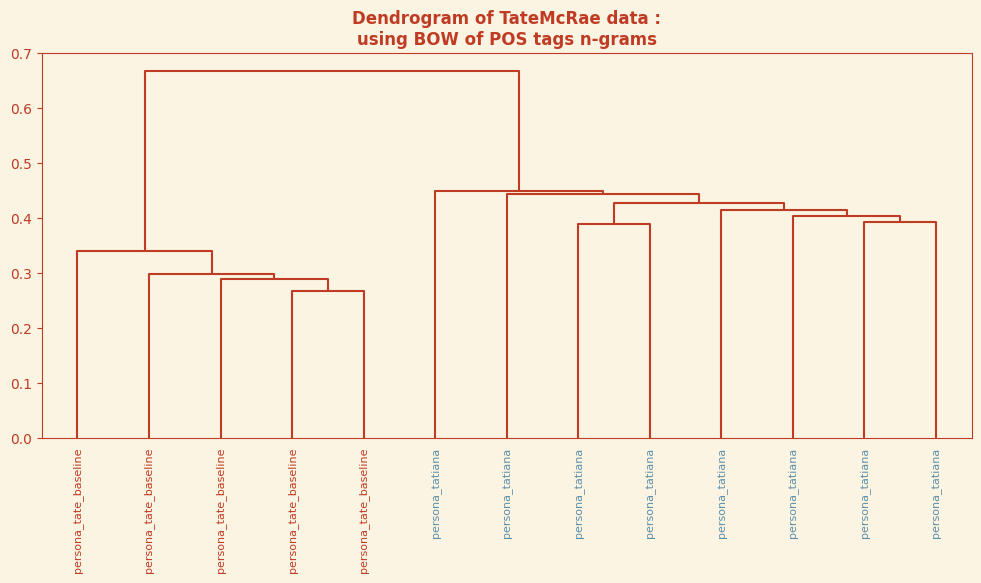 Dendrogram of TateMcRae data :
using BOW of POS tags n-grams
0.7
0.6
0.5
0.4
0.3
0.2
0.1
0.0
persona_tate_baseline
persona_tate_baseline
persona_tate_baseline
persona_tate_baseline
persona_tate_baseline
persona_tatiana
persona_tatiana
persona_tatiana
persona_tatiana
persona_tatiana
persona_tatiana
persona_tatiana
persona_tatiana